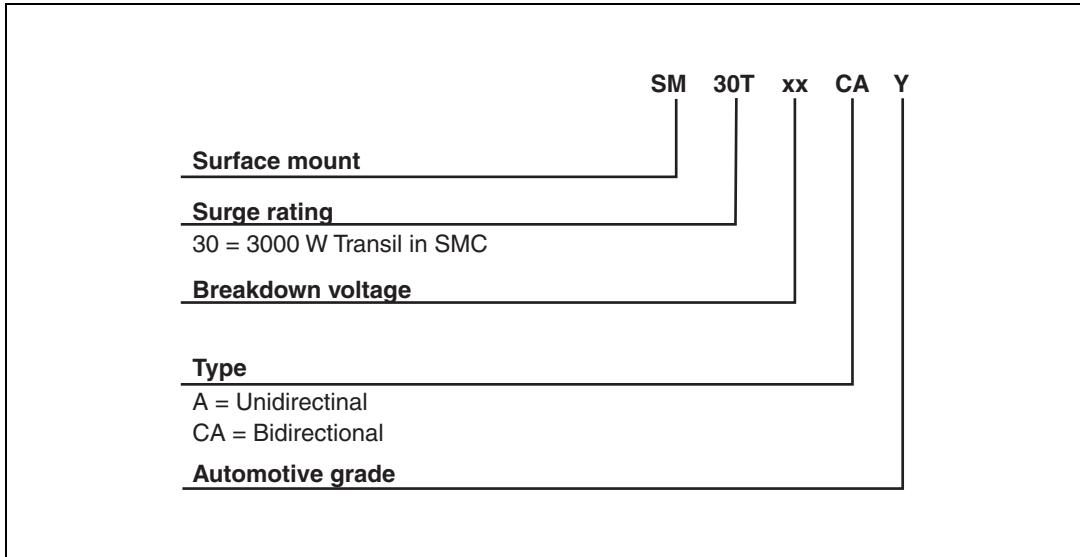 SM 30T xx CA Y
Surface mount
Surge rating
30 = 3000 W Transil in SMC
Breakdown voltage
Type
A = Unidirectinal
CA = Bidirectional
Automotive grade